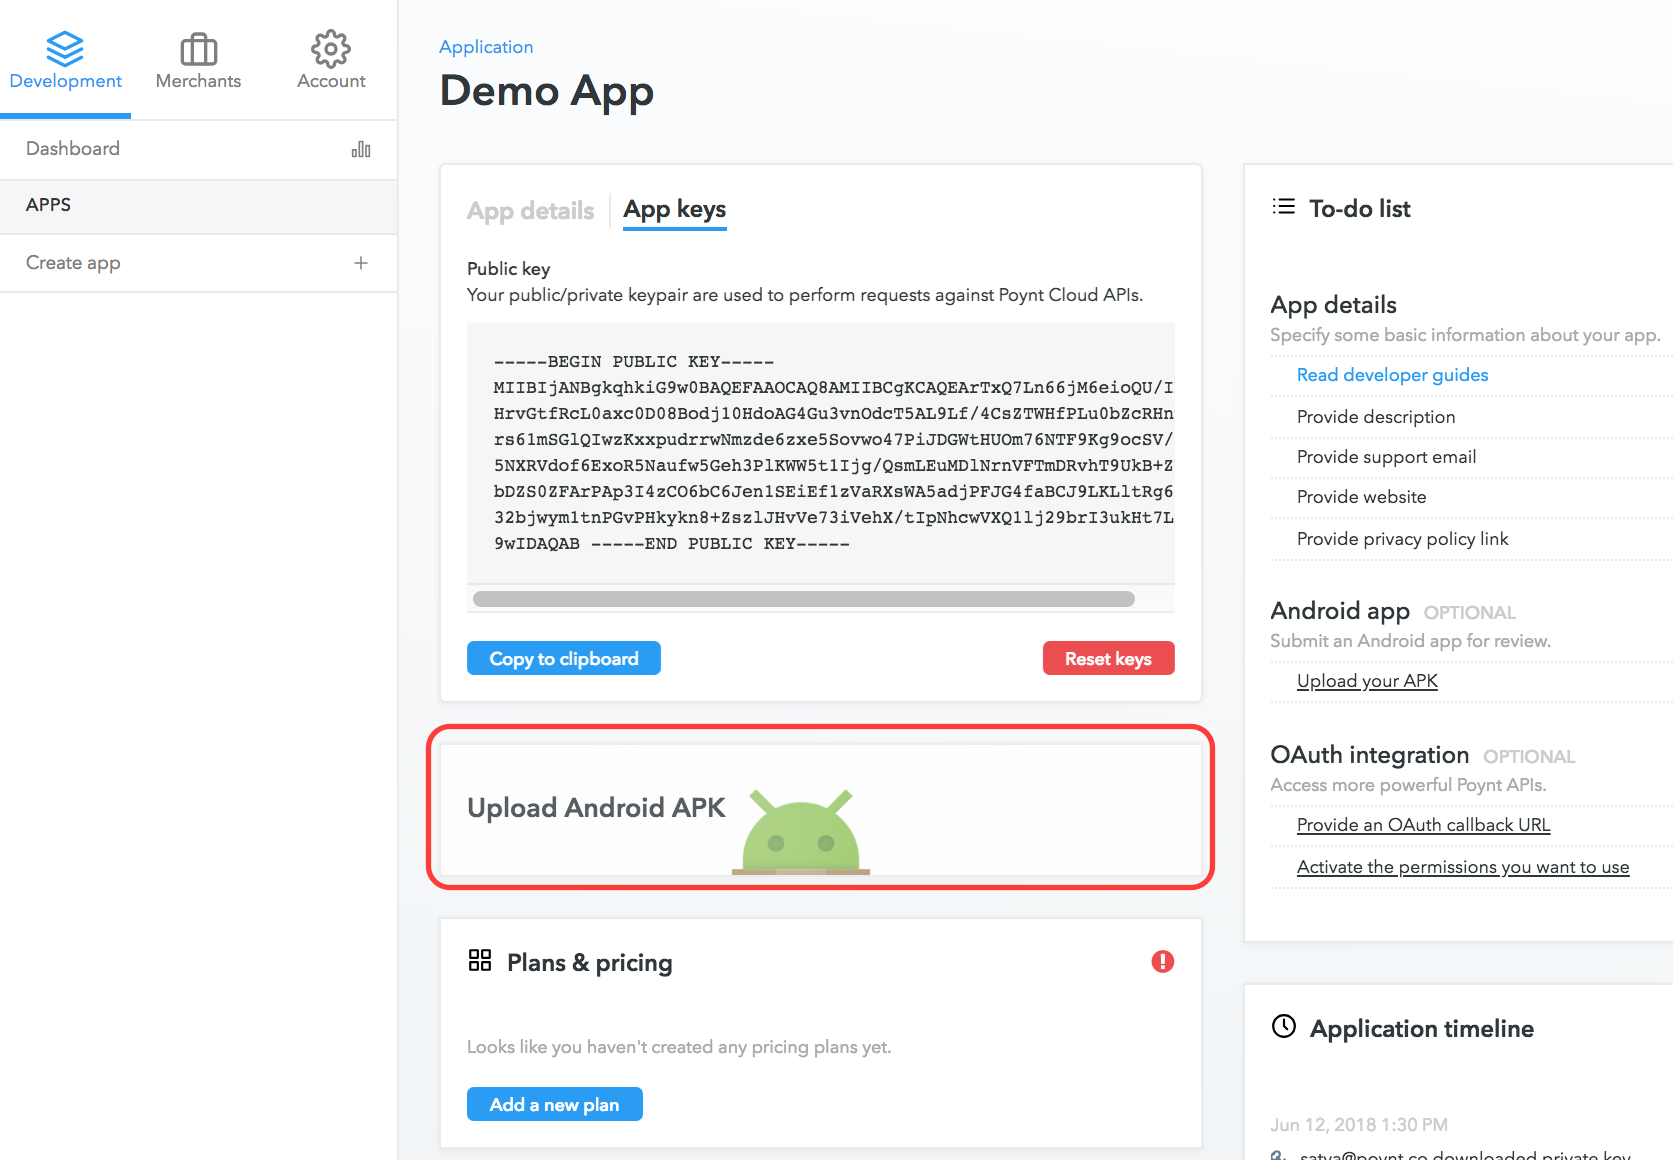 Development
Merchants
Account
Dashboard
APPS
Create app
Application
Demo App
App details
App keys
Public key
Your public/private keypair are used to perform requests against Poynt Cloud APIs.
-----BEGIN PUBLIC KEY-----
MIIBIjANBgkqhkiG9w0BAQEFAAOCAQ8AMIIBCgKCAQEArTxQ7Ln66jM6eioQU/I
HrvGtfRcL0axc0D08Bodj10HdoAG4Gu3vnOdcT5AL9Lf/4CsZTWHfPLu0bZcRHn
rs61mSGlQIwzKxxpudrrwNmzde6zxe5Sovwo47PiJDGWtHUOm76NTF9Kg9ocSV/
5NXRVdof6ExoR5Naufw5Geh3PlKWW5t1Ijg/QsmLEuMDlNrnVFTmDRvhT9UkB+Z
bDZS0ZFArPAp3I4zCO6bC6Jen1SEiEf1zVaRXsWA5adjPFJG4faBCJ9LKLltRg6
32bjwym1tnPGvPHkykn8+ZszlJHvVe73iVehX/tIpNhcwVXQ1lj29brI3ukHt7L
9wIDAQAB -----END PUBLIC KEY-----
Copy to clipboard
Reset keys
Upload Android APK
Plans & pricing
Looks like you haven't created any pricing plans yet.
Add a new plan
To-do list
App details
Specify some basic information about your app.
Read developer guides
Provide description
Provide support email
Provide website
Provide privacy policy link
Android app OPTIONAL
Submit an Android app for review.
Upload your APK
OAuth integration OPTIONAL
Access more powerful Poynt APIs.
Provide an OAuth callback URL
Activate the permissions you want to use
Application timeline
Jun 12, 2018 1:30 PM
satya@poynt.co downloaded private key